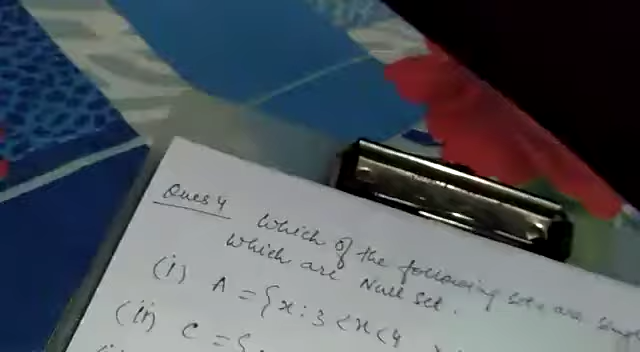 Ques 4 Which of the following sets are
which are Null set.
(i) A = {x : 3 < x < 4
(ii) C = {